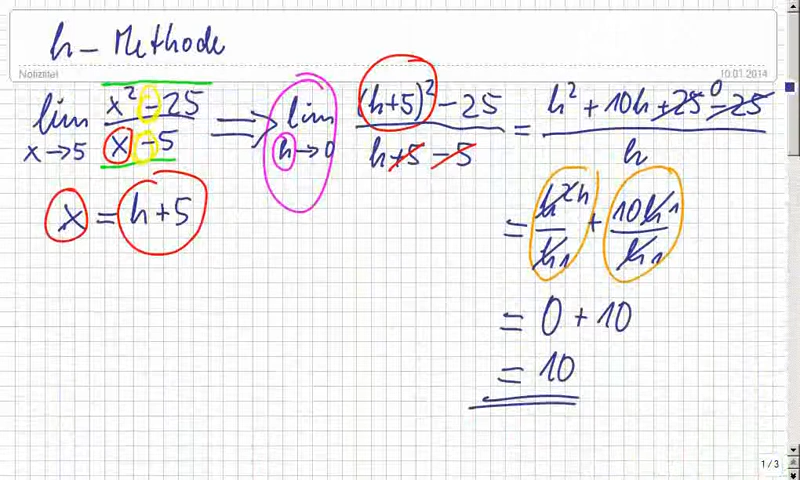 h - Methode
Notiztitel 10.01.2014
lim x→5 (x² - 25)/(x - 5) ⟹ lim h→0 ((h+5)² - 25)/(h+5-5) = (h² + 10h + 25 - 25)/h
x = h+5
= h²/h + 10h/h
= 0 + 10
= 10
1/3